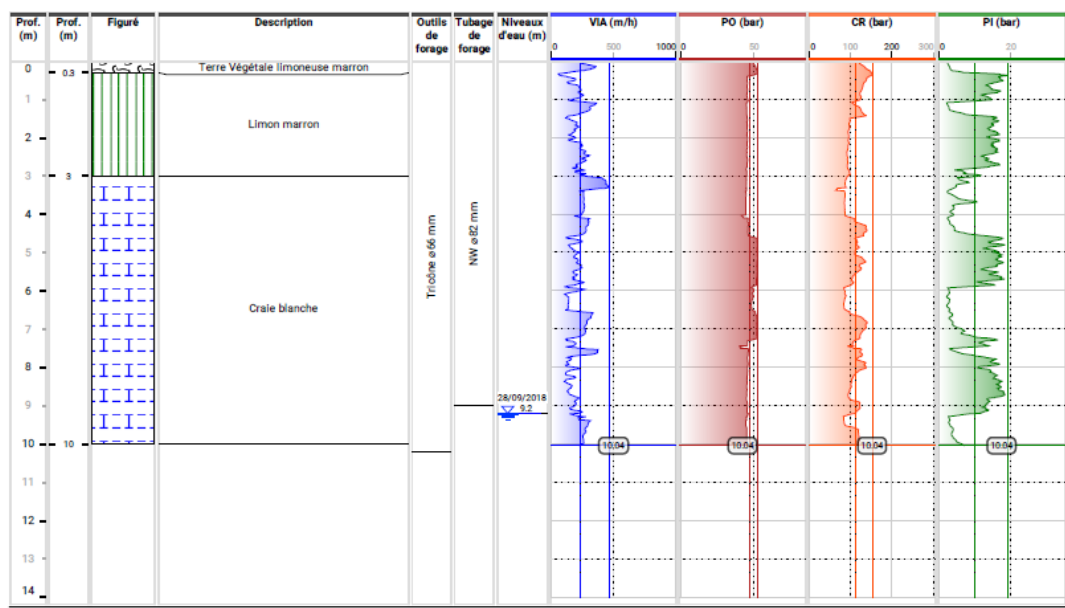 Prof. (m) Prof. (m) Figuré Description Outils de forage Tubage de forage Niveaux d'eau (m) VIA (m/h) PO (bar) CR (bar) PI (bar)
0 500 1000 0 50 0 100 200 300 0 20
0 0.3 Terre Végétale limoneuse marron
1
Limon marron
2
3 3
4
Tricône ø66 mm
NW ø82 mm
5
6
Craie blanche
7
8
28/09/2018
9 9.2
10 10 10.04 10.04 10.04 10.04
11
12
13
14